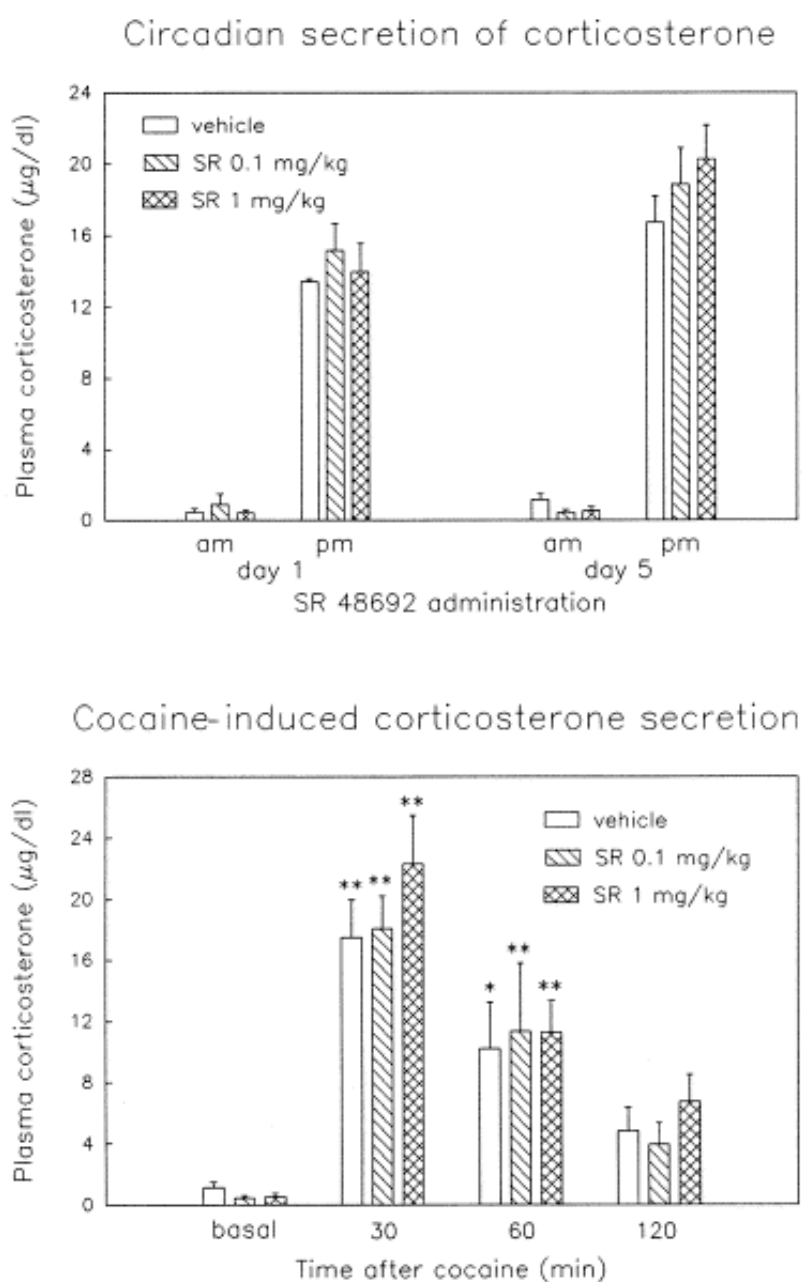 Circadian secretion of corticosterone
Plasma corticosterone (μg/dl)
24
20
16
12
8
4
0
vehicle
SR 0.1 mg/kg
SR 1 mg/kg
am pm am pm
day 1 day 5
SR 48692 administration
Cocaine-induced corticosterone secretion
Plasma corticosterone (μg/dl)
28
24
20
16
12
8
4
0
vehicle
SR 0.1 mg/kg
SR 1 mg/kg
** ** **
* ** **
basal 30 60 120
Time after cocaine (min)